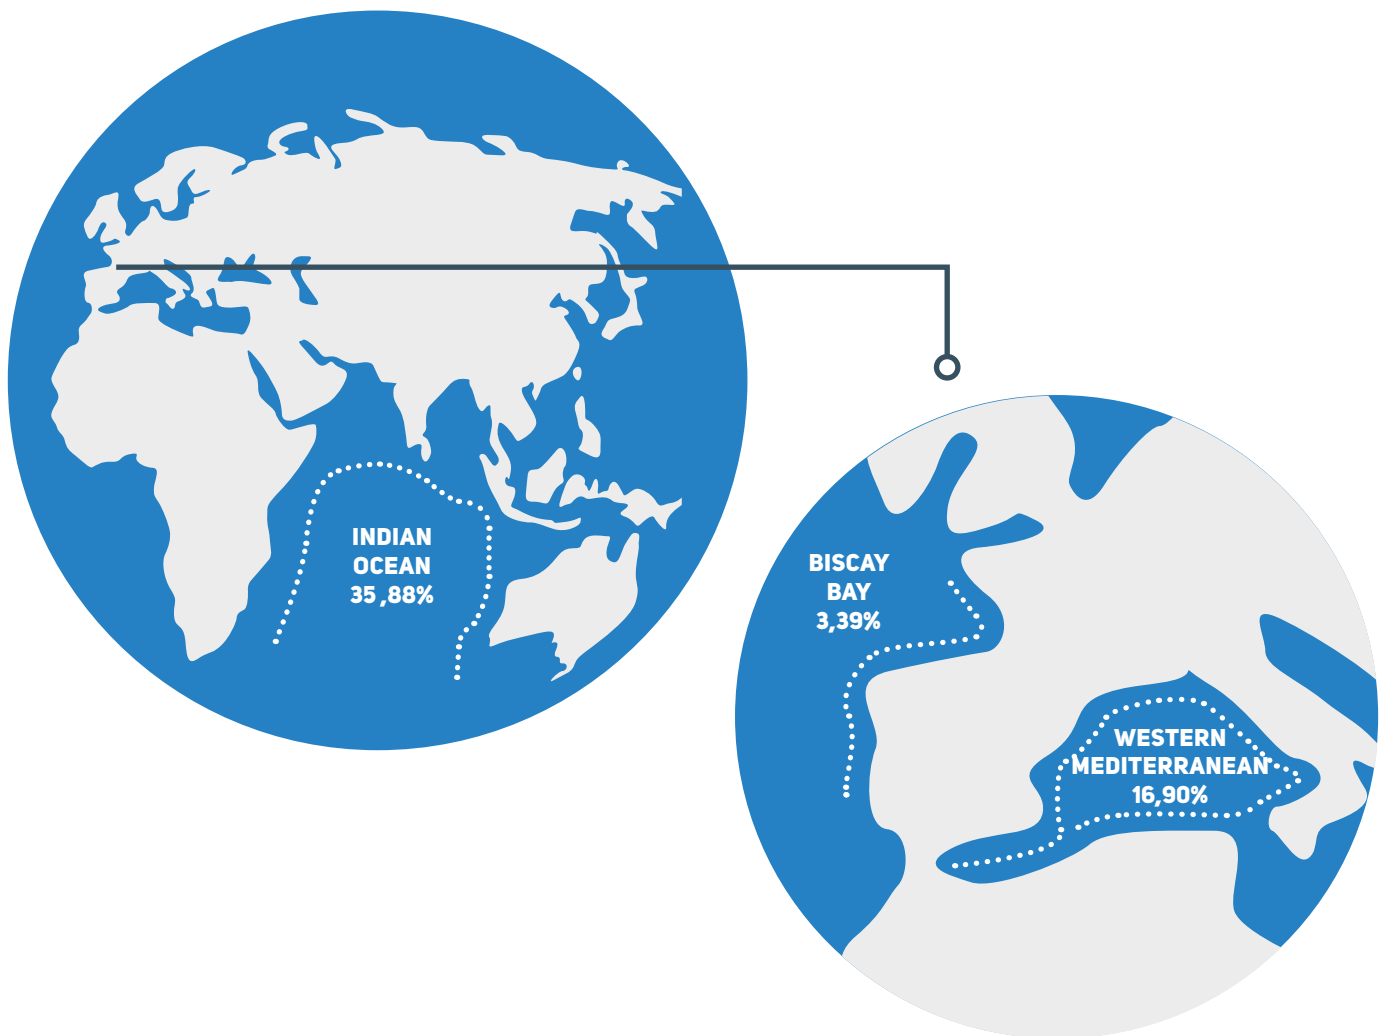 INDIAN
OCEAN
35,88%
BISCAY
BAY
3,39%
WESTERN
MEDITERRANEAN
16,90%